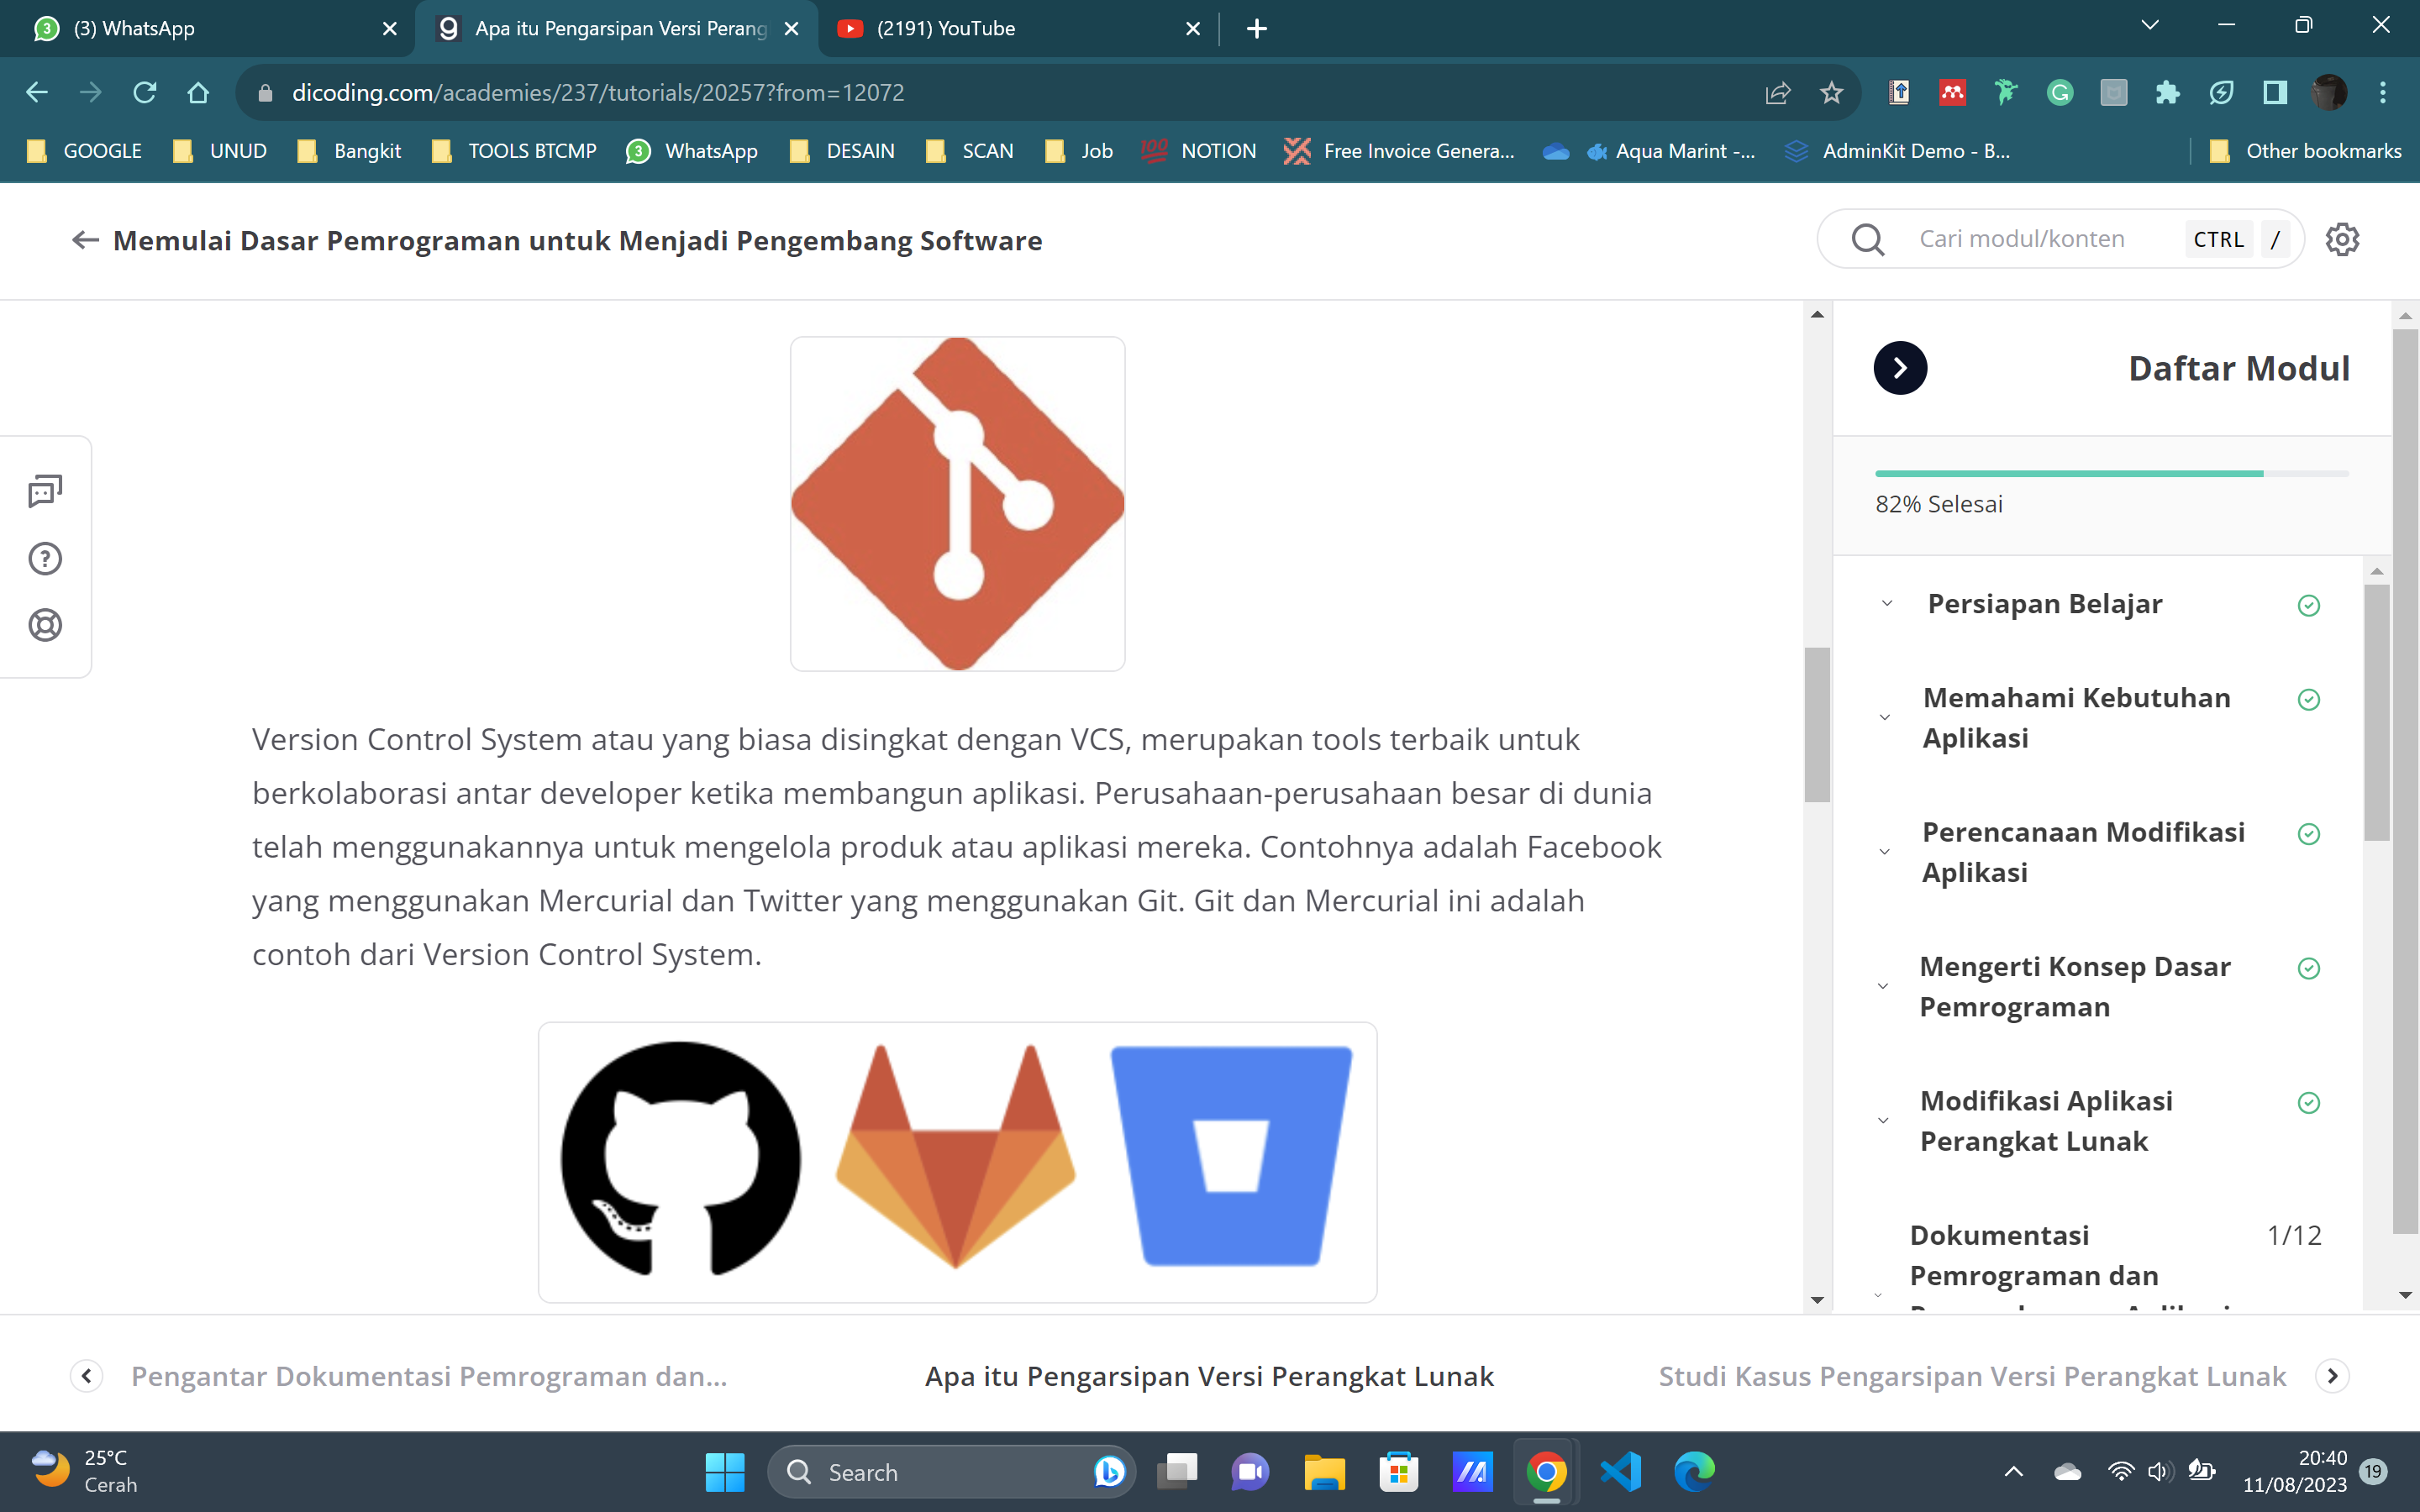 (3) WhatsApp
Apa itu Pengarsipan Versi Perang
(2191) YouTube
dicoding.com/academies/237/tutorials/20257?from=12072
GOOGLE
UNUD
Bangkit
TOOLS BTCMP
WhatsApp
DESAIN
SCAN
Job
NOTION
Free Invoice Genera...
Aqua Marint -...
AdminKit Demo - B...
Other bookmarks
Memulai Dasar Pemrograman untuk Menjadi Pengembang Software
Cari modul/konten
CTRL /
Version Control System atau yang biasa disingkat dengan VCS, merupakan tools terbaik untuk
berkolaborasi antar developer ketika membangun aplikasi. Perusahaan-perusahaan besar di dunia
telah menggunakannya untuk mengelola produk atau aplikasi mereka. Contohnya adalah Facebook
yang menggunakan Mercurial dan Twitter yang menggunakan Git. Git dan Mercurial ini adalah
contoh dari Version Control System.
Daftar Modul
82% Selesai
Persiapan Belajar
Memahami Kebutuhan
Aplikasi
Perencanaan Modifikasi
Aplikasi
Mengerti Konsep Dasar
Pemrograman
Modifikasi Aplikasi
Perangkat Lunak
Dokumentasi 1/12
Pemrograman dan
Pengantar Dokumentasi Pemrograman dan...
Apa itu Pengarsipan Versi Perangkat Lunak
Studi Kasus Pengarsipan Versi Perangkat Lunak
25°C
Cerah
Search
20:40
11/08/2023
19